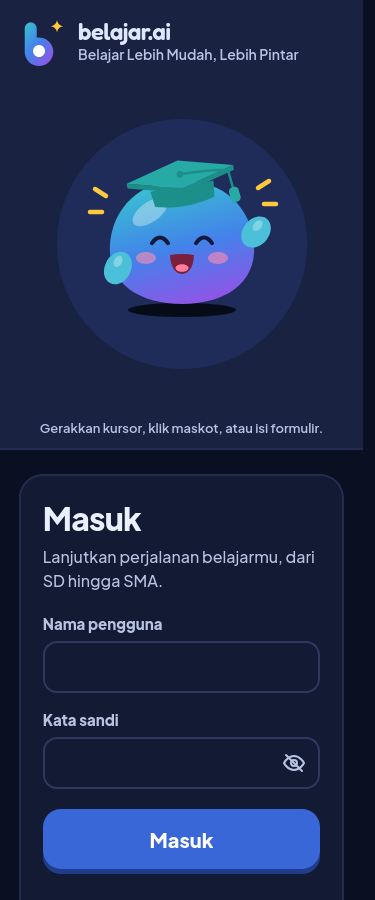 belajar.ai
Belajar Lebih Mudah, Lebih Pintar
Gerakkan kursor, klik maskot, atau isi formulir.
Masuk
Lanjutkan perjalanan belajarmu, dari
SD hingga SMA.
Nama pengguna
Kata sandi
Masuk